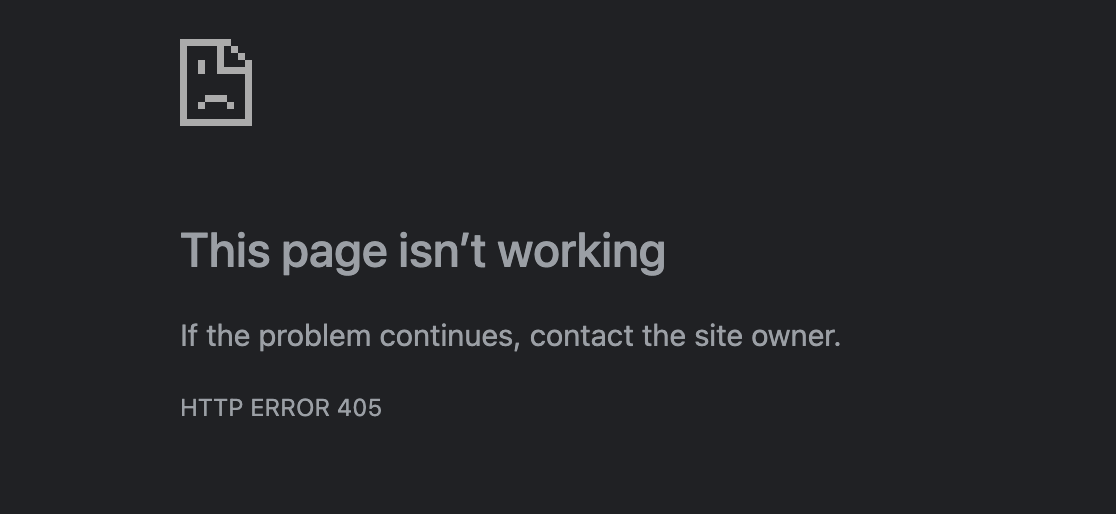 This page isn’t working
If the problem continues, contact the site owner.
HTTP ERROR 405